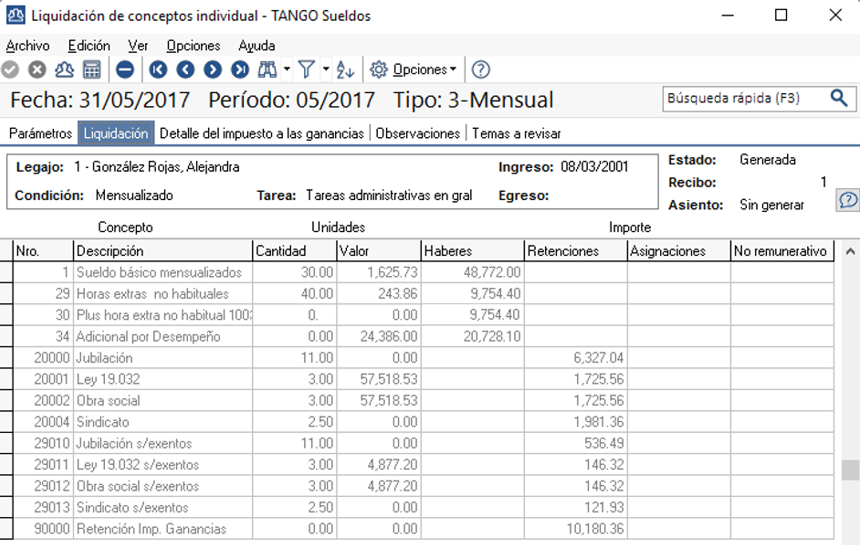 Liquidación de conceptos individual - TANGO Sueldos
Archivo Edición Ver Opciones Ayuda
Opciones
Fecha: 31/05/2017 Período: 05/2017 Tipo: 3-Mensual Búsqueda rápida (F3)
Parámetros Liquidación Detalle del impuesto a las ganancias Observaciones Temas a revisar
Legajo: 1 - González Rojas, Alejandra Ingreso: 08/03/2001 Estado: Generada
Recibo: 1
Condición: Mensualizado Tarea: Tareas administrativas en gral Egreso: Asiento: Sin generar
Concepto Unidades Importe
Nro. Descripción Cantidad Valor Haberes Retenciones Asignaciones No remunerativo
1 Sueldo básico mensualizados 30.00 1,625.73 48,772.00
29 Horas extras no habituales 40.00 243.86 9,754.40
30 Plus hora extra no habitual 100 0. 0.00 9,754.40
34 Adicional por Desempeño 0.00 24,386.00 20,728.10
20000 Jubilación 11.00 0.00 6,327.04
20001 Ley 19.032 3.00 57,518.53 1,725.56
20002 Obra social 3.00 57,518.53 1,725.56
20004 Sindicato 2.50 0.00 1,981.36
29010 Jubilación s/exentos 11.00 0.00 536.49
29011 Ley 19.032 s/exentos 3.00 4,877.20 146.32
29012 Obra social s/exentos 3.00 4,877.20 146.32
29013 Sindicato s/exentos 2.50 0.00 121.93
90000 Retención Imp. Ganancias 0.00 0.00 10,180.36